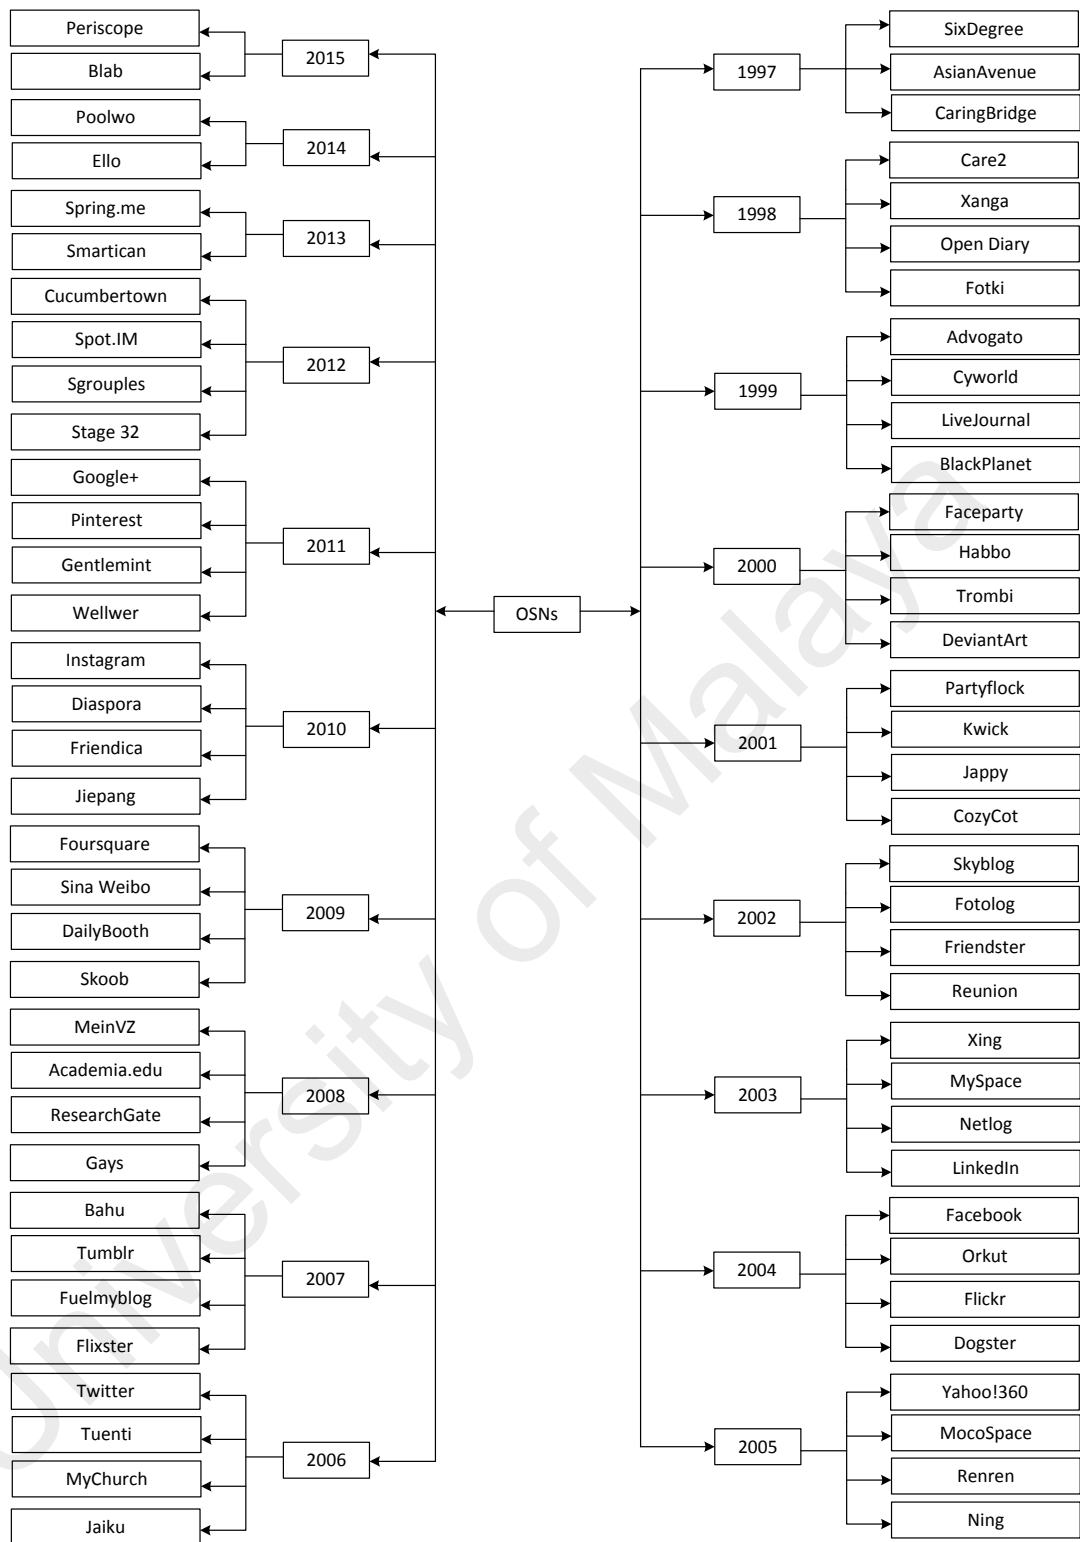 Periscope
Blab
2015
Poolwo
Ello
2014
Spring.me
Smartican
2013
Cucumbertown
Spot.IM
Sgrouples
Stage 32
2012
Google+
Pinterest
Gentlemint
Wellwer
2011
Instagram
Diaspora
Friendica
Jiepang
2010
Foursquare
Sina Weibo
DailyBooth
Skoob
2009
MeinVZ
Academia.edu
ResearchGate
Gays
2008
Bahu
Tumblr
Fuelmyblog
Flixster
2007
Twitter
Tuenti
MyChurch
Jaiku
2006
OSNs
1997
SixDegree
AsianAvenue
CaringBridge
1998
Care2
Xanga
Open Diary
Fotki
1999
Advogato
Cyworld
LiveJournal
BlackPlanet
2000
Faceparty
Habbo
Trombi
DeviantArt
2001
Partyflock
Kwick
Jappy
CozyCot
2002
Skyblog
Fotolog
Friendster
Reunion
2003
Xing
MySpace
Netlog
LinkedIn
2004
Facebook
Orkut
Flickr
Dogster
2005
Yahoo!360
MocoSpace
Renren
Ning
University of Malaya